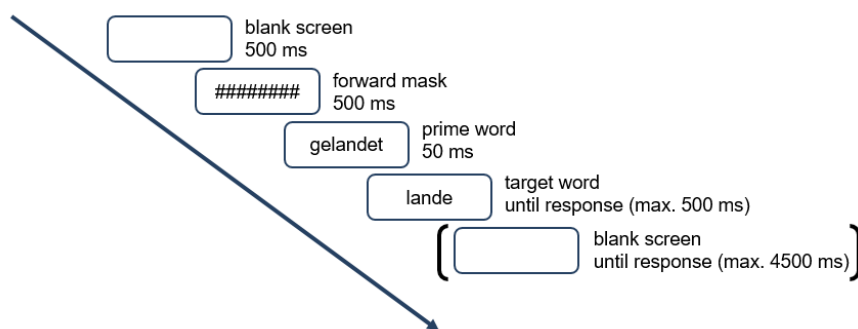 blank screen
500 ms
########
forward mask
500 ms
gelandet
prime word
50 ms
lande
target word
until response (max. 500 ms)
blank screen
until response (max. 4500 ms)